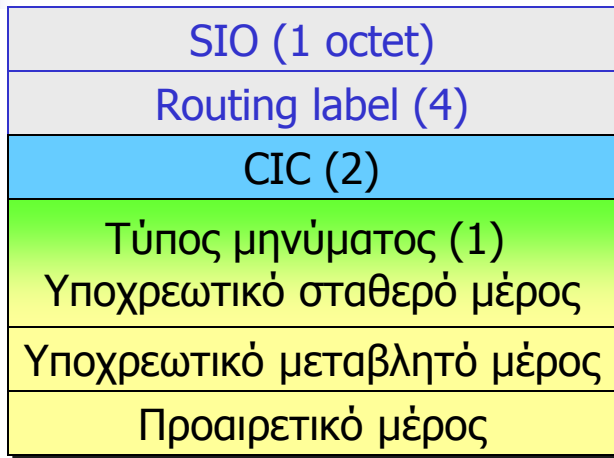 SIO (1 octet)
Routing label (4)
CIC (2)
Τύπος μηνύματος (1)
Υποχρεωτικό σταθερό μέρος
Υποχρεωτικό μεταβλητό μέρος
Προαιρετικό μέρος